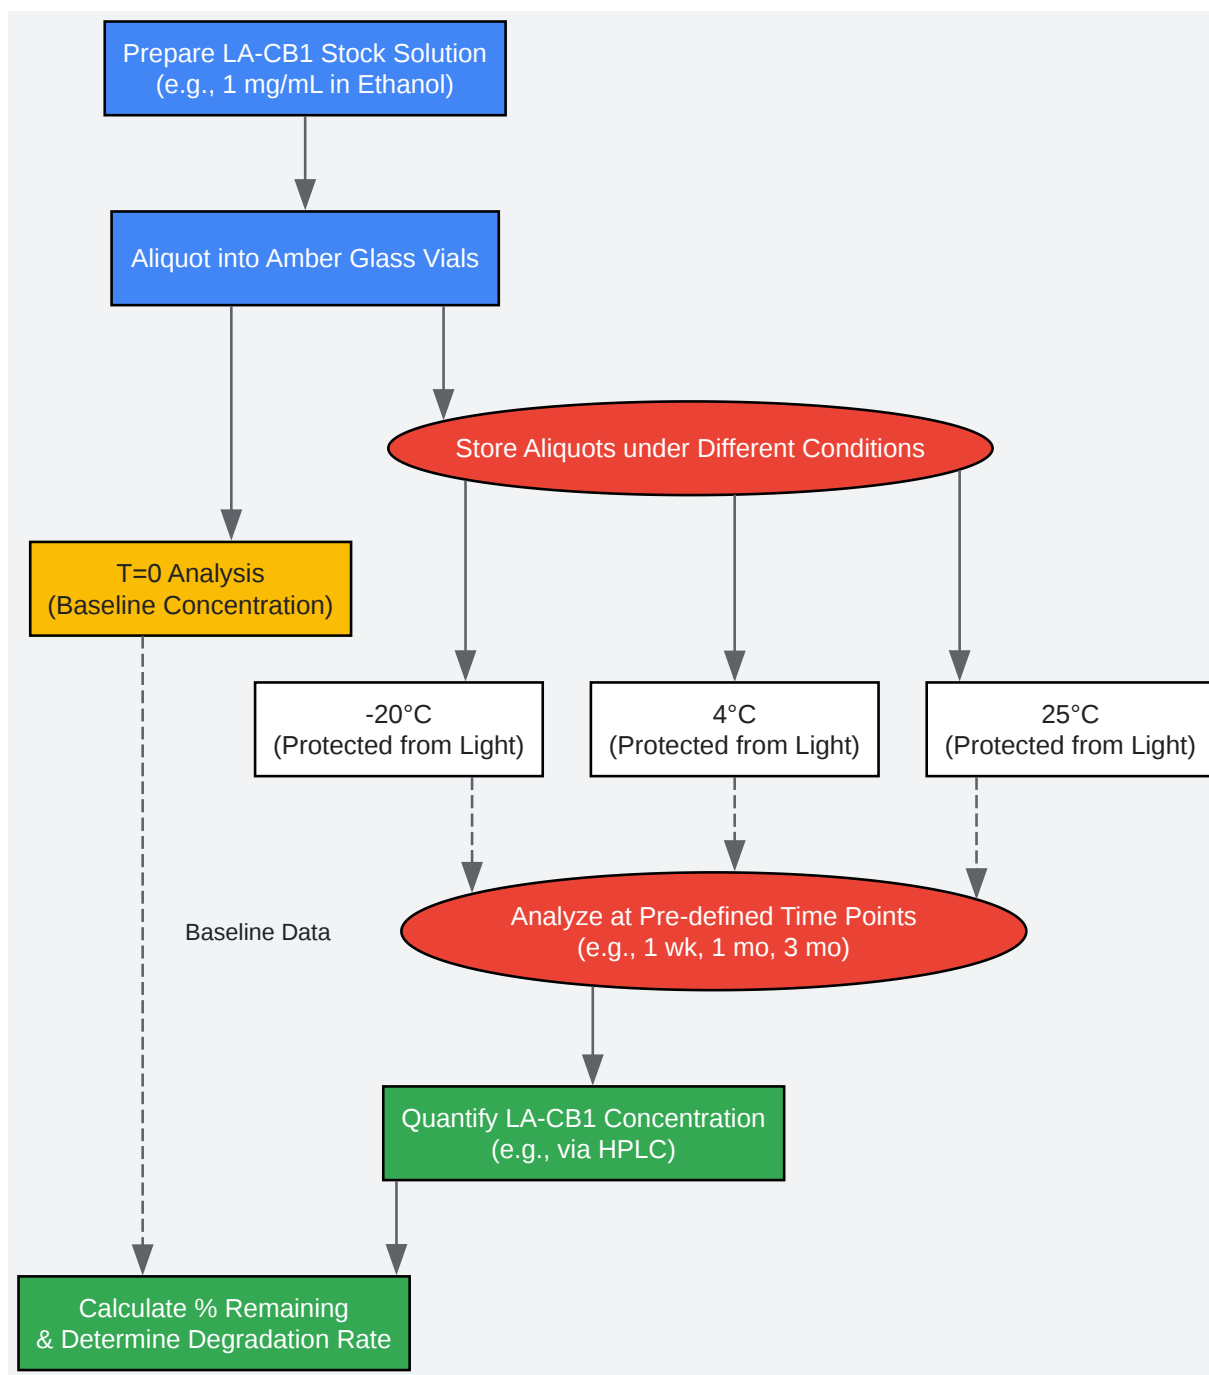 Prepare LA-CB1 Stock Solution
(e.g., 1 mg/mL in Ethanol)
Aliquot into Amber Glass Vials
Store Aliquots under Different Conditions
T=0 Analysis
(Baseline Concentration)
-20°C
(Protected from Light)
4°C
(Protected from Light)
25°C
(Protected from Light)
Baseline Data
Analyze at Pre-defined Time Points
(e.g., 1 wk, 1 mo, 3 mo)
Quantify LA-CB1 Concentration
(e.g., via HPLC)
Calculate % Remaining
& Determine Degradation Rate